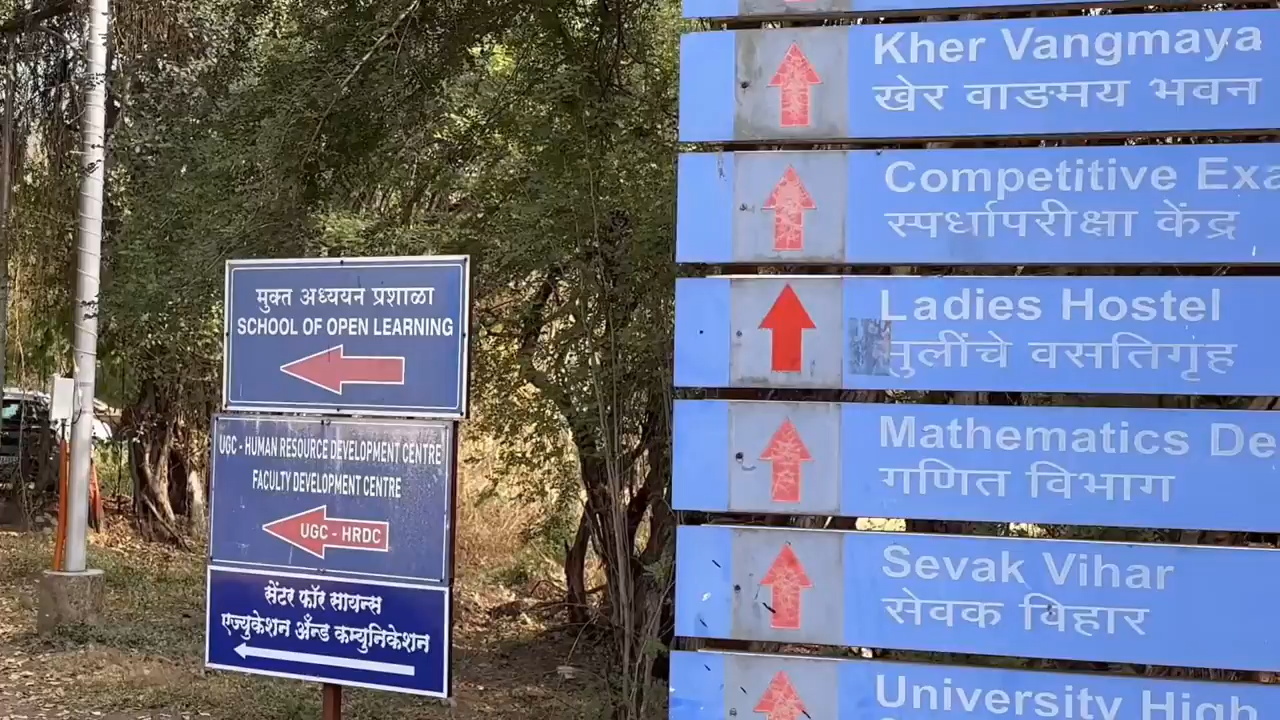 मुक्त अध्ययन प्रशाळा
SCHOOL OF OPEN LEARNING
UGC - HUMAN RESOURCE DEVELOPMENT CENTRE
FACULTY DEVELOPMENT CENTRE
UGC - HRDC
सेंटर फॉर सायन्स
एज्युकेशन अँन्ड कम्युनिकेशन
Kher Vangmaya
खेर वाङमय भवन
Competitive Exa
स्पर्धापरीक्षा केंद्र
Ladies Hostel
मुलींचे वसतिगृह
Mathematics De
गणित विभाग
Sevak Vihar
सेवक विहार
University High